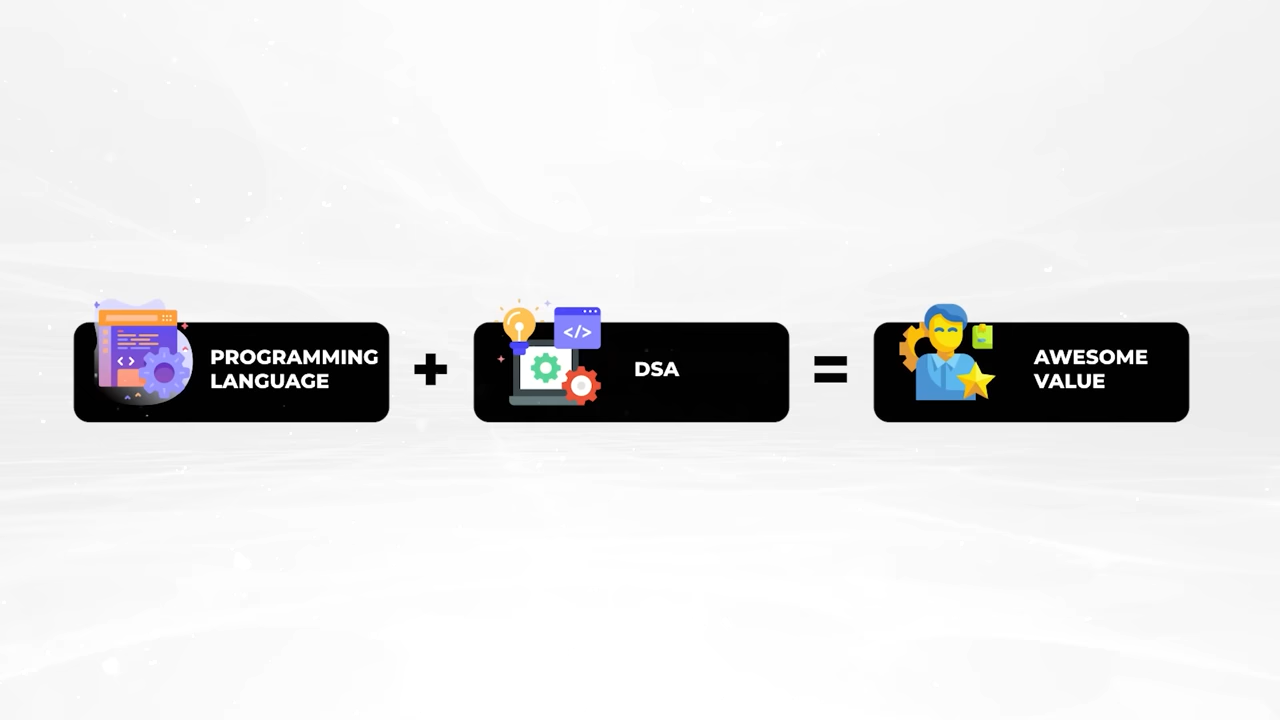 PROGRAMMING
LANGUAGE
+
</>
DSA
=
AWESOME
VALUE